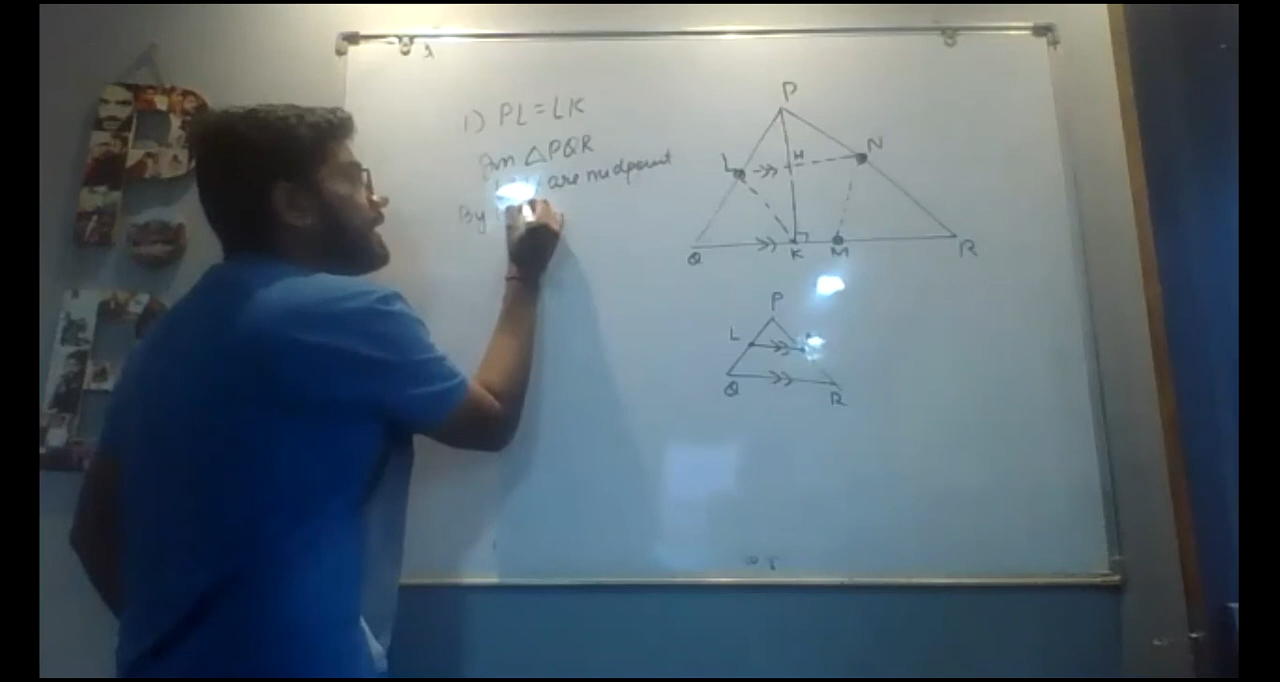 1) PL = LK
In △PQR
are midpoint
By
P
L
H
N
Q
K
M
R
P
L
Q
R